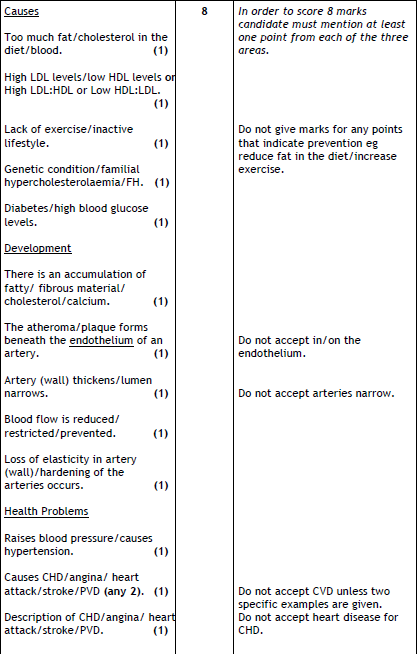 Causes
8
In order to score 8 marks
candidate must mention at least
one point from each of the three
areas.
Too much fat/cholesterol in the
diet/blood. (1)
High LDL levels/low HDL levels or
High LDL:HDL or Low HDL:LDL.
(1)
Lack of exercise/inactive
lifestyle. (1)
Do not give marks for any points
that indicate prevention eg
reduce fat in the diet/increase
exercise.
Genetic condition/familial
hypercholesterolaemia/FH. (1)
Diabetes/high blood glucose
levels. (1)
Development
There is an accumulation of
fatty/ fibrous material/
cholesterol/calcium. (1)
The atheroma/plaque forms
beneath the endothelium of an
artery. (1)
Do not accept in/on the
endothelium.
Artery (wall) thickens/lumen
narrows. (1)
Do not accept arteries narrow.
Blood flow is reduced/
restricted/prevented. (1)
Loss of elasticity in artery
(wall)/hardening of the
arteries occurs. (1)
Health Problems
Raises blood pressure/causes
hypertension. (1)
Causes CHD/angina/ heart
attack/stroke/PVD (any 2). (1)
Do not accept CVD unless two
specific examples are given.
Description of CHD/angina/ heart
attack/stroke/PVD. (1)
Do not accept heart disease for
CHD.